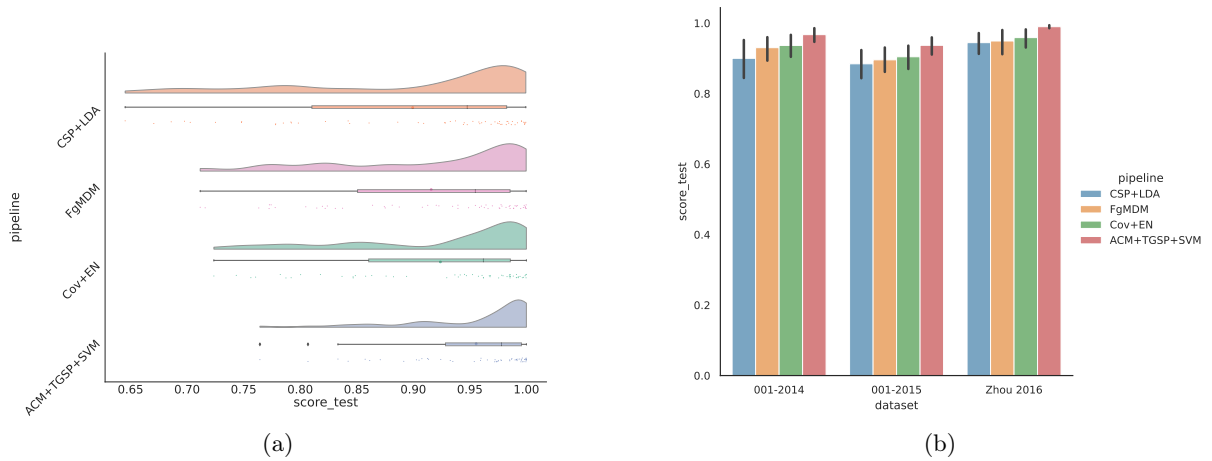 pipeline
CSP+LDA
FgMDM
Cov+EN
ACM+TGSP+SVM
0.65 0.70 0.75 0.80 0.85 0.90 0.95 1.00
score_test
(a)
score_test
1.0
0.8
0.6
0.4
0.2
0.0
001-2014 001-2015 Zhou 2016
dataset
pipeline
CSP+LDA
FgMDM
Cov+EN
ACM+TGSP+SVM
(b)